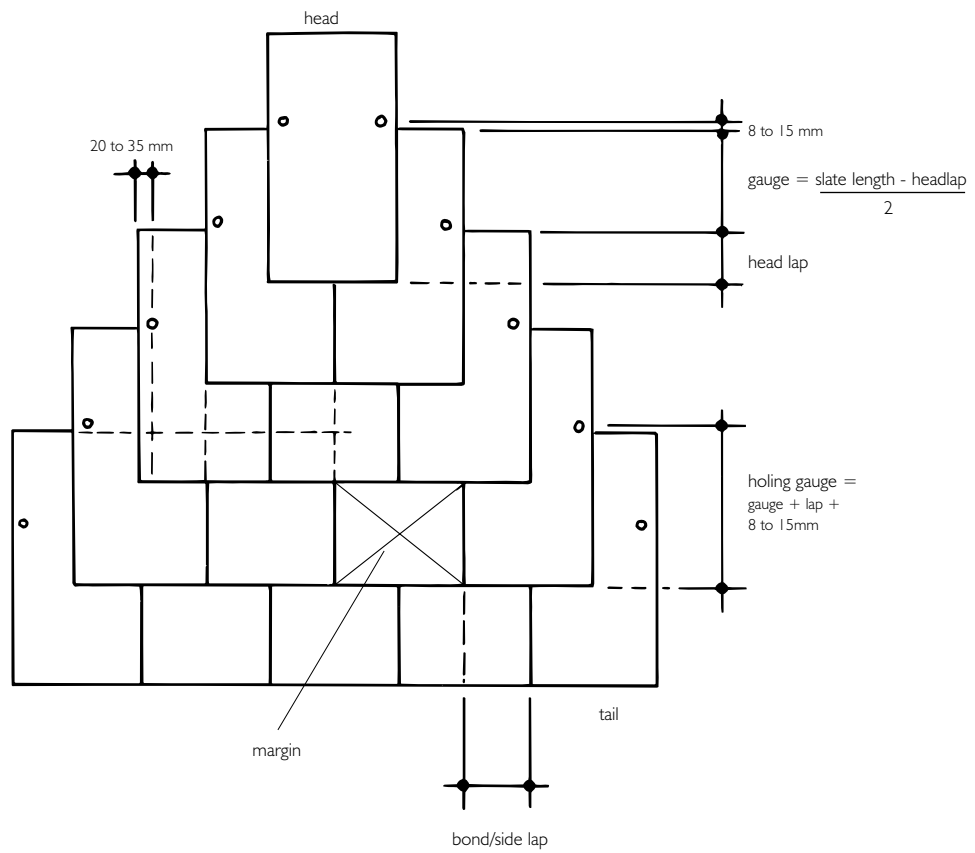 head
20 to 35 mm
8 to 15 mm
gauge = slate length - headlap
2
head lap
holing gauge =
gauge + lap +
8 to 15mm
tail
margin
bond/side lap